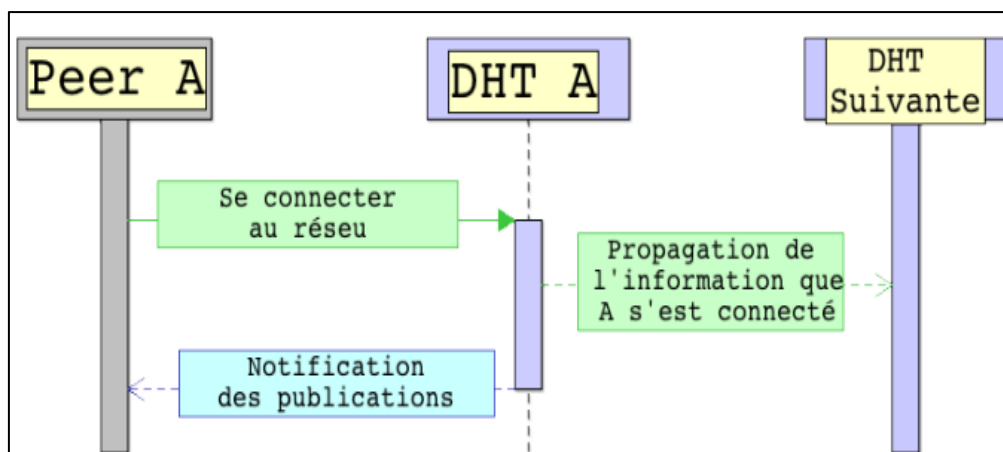 Peer A
DHT A
DHT
Suivante
Se connecter
au réseu
Propagation de
l'information que
A s'est connecté
Notification
des publications